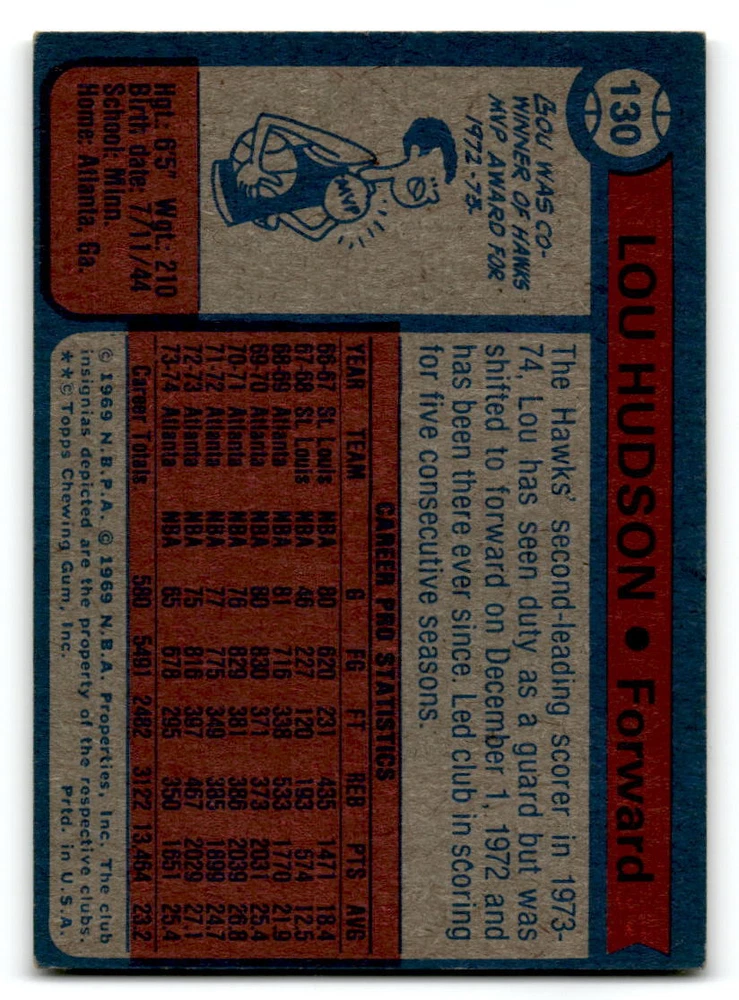 130
LOU HUDSON • Forward
LOU WAS CO-
WINNER OF HAWKS
MVP AWARD FOR
1972-73.
MVP
Hgt: 6'5" Wgt: 210
Birth date: 7/11/44
School: Minn.
Home: Atlanta, Ga.
The Hawks' second-leading scorer in 1973-
74, Lou has seen duty as a guard but was
shifted to forward on December 1, 1972 and
has been there ever since. Led club in scoring
for five consecutive seasons.
CAREER PRO STATISTICS
YEAR TEAM G FG FT REB PTS AVG
66-67 St. Louis NBA 80 620 231 435 1471 18.4
67-68 St. Louis NBA 46 227 120 193 574 12.5
68-69 Atlanta NBA 81 716 338 533 1770 21.9
69-70 Atlanta NBA 80 830 371 373 2031 25.4
70-71 Atlanta NBA 76 829 381 386 2039 26.8
71-72 Atlanta NBA 77 775 349 385 1899 24.7
72-73 Atlanta NBA 75 816 397 467 2029 27.1
73-74 Atlanta NBA 65 678 295 350 1651 25.4
Career Totals 580 5491 2482 3122 13,464 23.2
© 1969 N.B.P.A. © 1969 N.B.A. Properties, Inc. The club
insignias depicted are the property of the respective clubs.
**© Topps Chewing Gum, Inc. Prtd. in U.S.A.